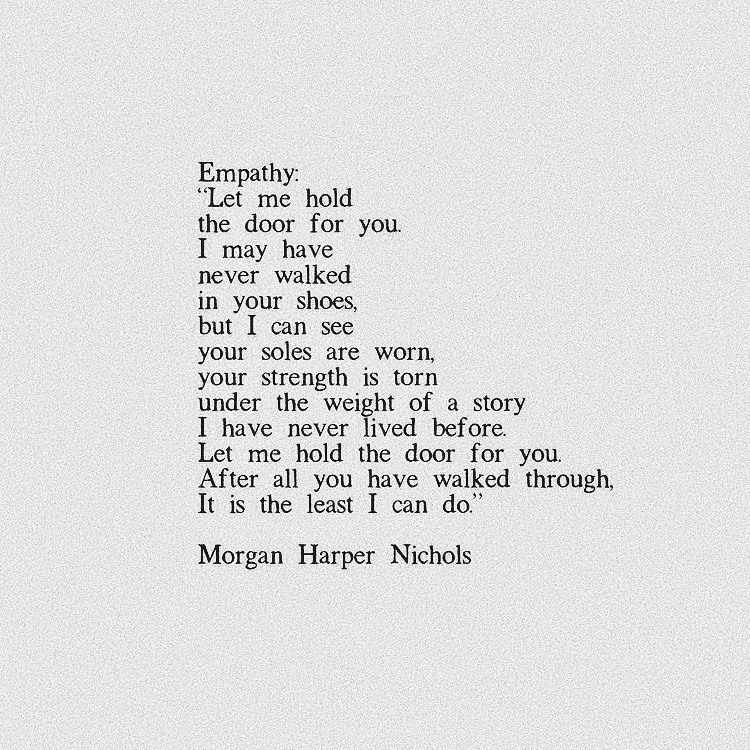 Empathy:
“Let me hold
the door for you.
I may have
never walked
in your shoes,
but I can see
your soles are worn,
your strength is torn
under the weight of a story
I have never lived before.
Let me hold the door for you.
After all you have walked through,
It is the least I can do.”
Morgan Harper Nichols